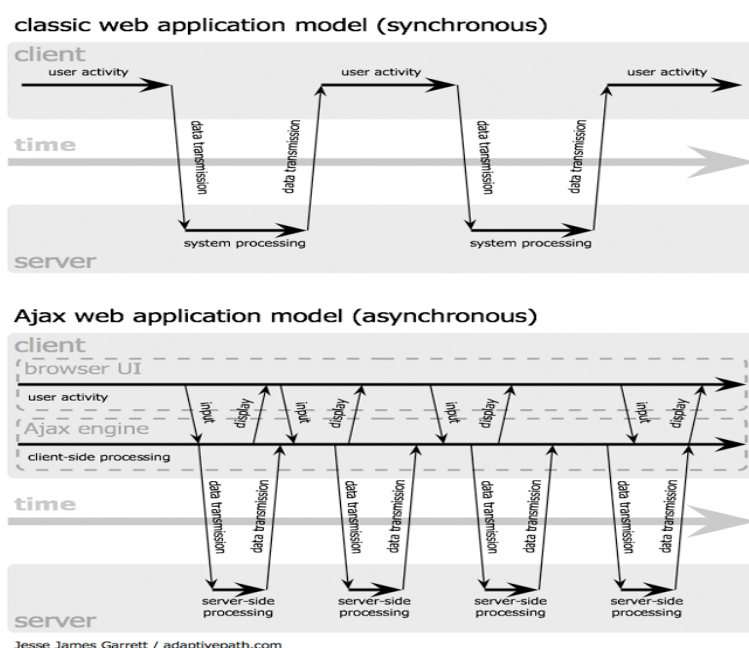 classic web application model (synchronous)
client
user activity
user activity
user activity
data transmission
data transmission
data transmission
data transmission
time
system processing
system processing
server
Ajax web application model (asynchronous)
client
browser UI
user activity
input
display
input
display
input
display
input
display
Ajax engine
client-side processing
data transmission
data transmission
data transmission
data transmission
data transmission
data transmission
data transmission
data transmission
time
server-side
processing
server-side
processing
server-side
processing
server-side
processing
server
Jesse James Garrett / adaptivepath.com